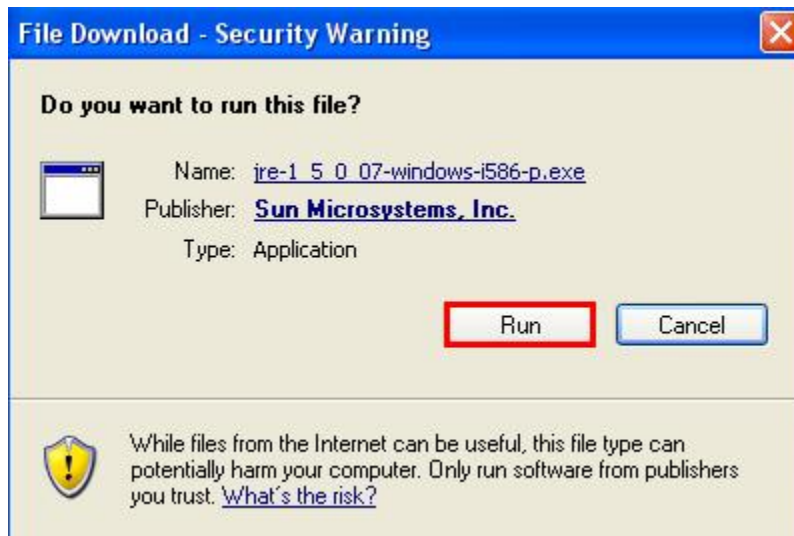 File Download - Security Warning
Do you want to run this file?
Name: jre-1_5_0_07-windows-i586-p.exe
Publisher: Sun Microsystems, Inc.
Type: Application
Run Cancel
While files from the Internet can be useful, this file type can
potentially harm your computer. Only run software from publishers
you trust. What's the risk?